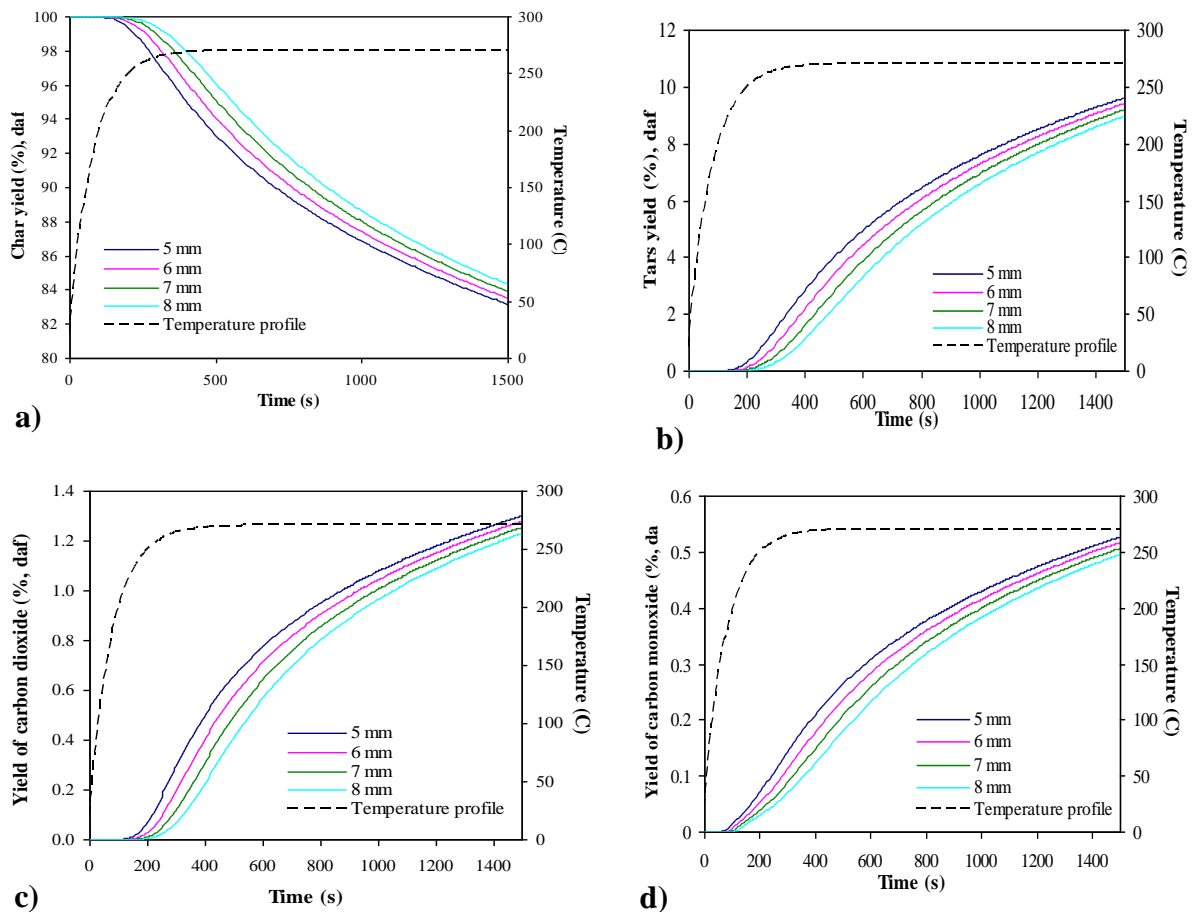 100
98
96
94
92
90
88
86
84
82
80
300
250
200
150
100
50
0
0
500
1000
1500
Char yield (%), daf
Temperature (C)
Time (s)
5 mm
6 mm
7 mm
8 mm
Temperature profile
a)
12
10
8
6
4
2
0
300
250
200
150
100
50
0
0 200 400 600 800 1000 1200 1400
Tars yield (%), daf
Temperature (C)
Time (s)
5 mm
6 mm
7 mm
8 mm
Temperature profile
b)
1.4
1.2
1.0
0.8
0.6
0.4
0.2
0.0
300
250
200
150
100
50
0
0 200 400 600 800 1000 1200 1400
Yield of carbon dioxide (%, daf)
Temperature (C)
Time (s)
5 mm
6 mm
7 mm
8 mm
Temperature profile
c)
0.6
0.5
0.4
0.3
0.2
0.1
0
300
250
200
150
100
50
0
0 200 400 600 800 1000 1200 1400
Yield of carbon monoxide (%, da
Temperature (C)
Time (s)
5 mm
6 mm
7 mm
8 mm
Temperature profile
d)